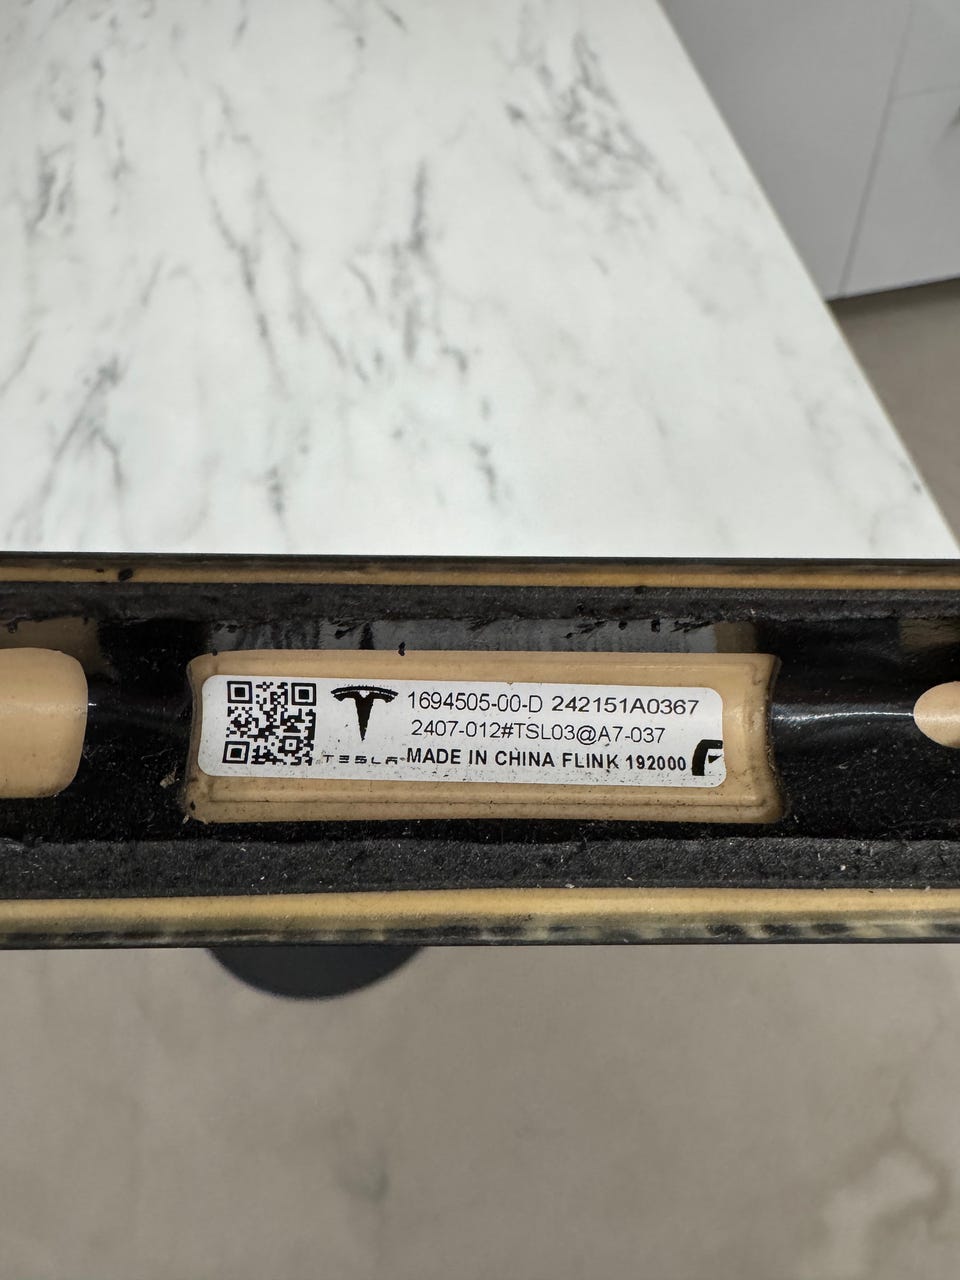 1694505-00-D 242151A0367
2407-012#TSL03@A7-037
TESLA MADE IN CHINA FLINK 192000 F